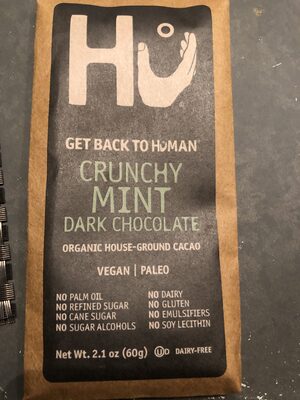 Hu
GET BACK TO HUMAN
CRUNCHY
MINT
DARK CHOCOLATE
ORGANIC HOUSE-GROUND CACAO
VEGAN | PALEO
NO PALM OIL
NO REFINED SUGAR
NO CANE SUGAR
NO SUGAR ALCOHOLS
NO DAIRY
NO GLUTEN
NO EMULSIFIERS
NO SOY LECITHIN
Net Wt. 2.1 oz (60g) UD DAIRY-FREE